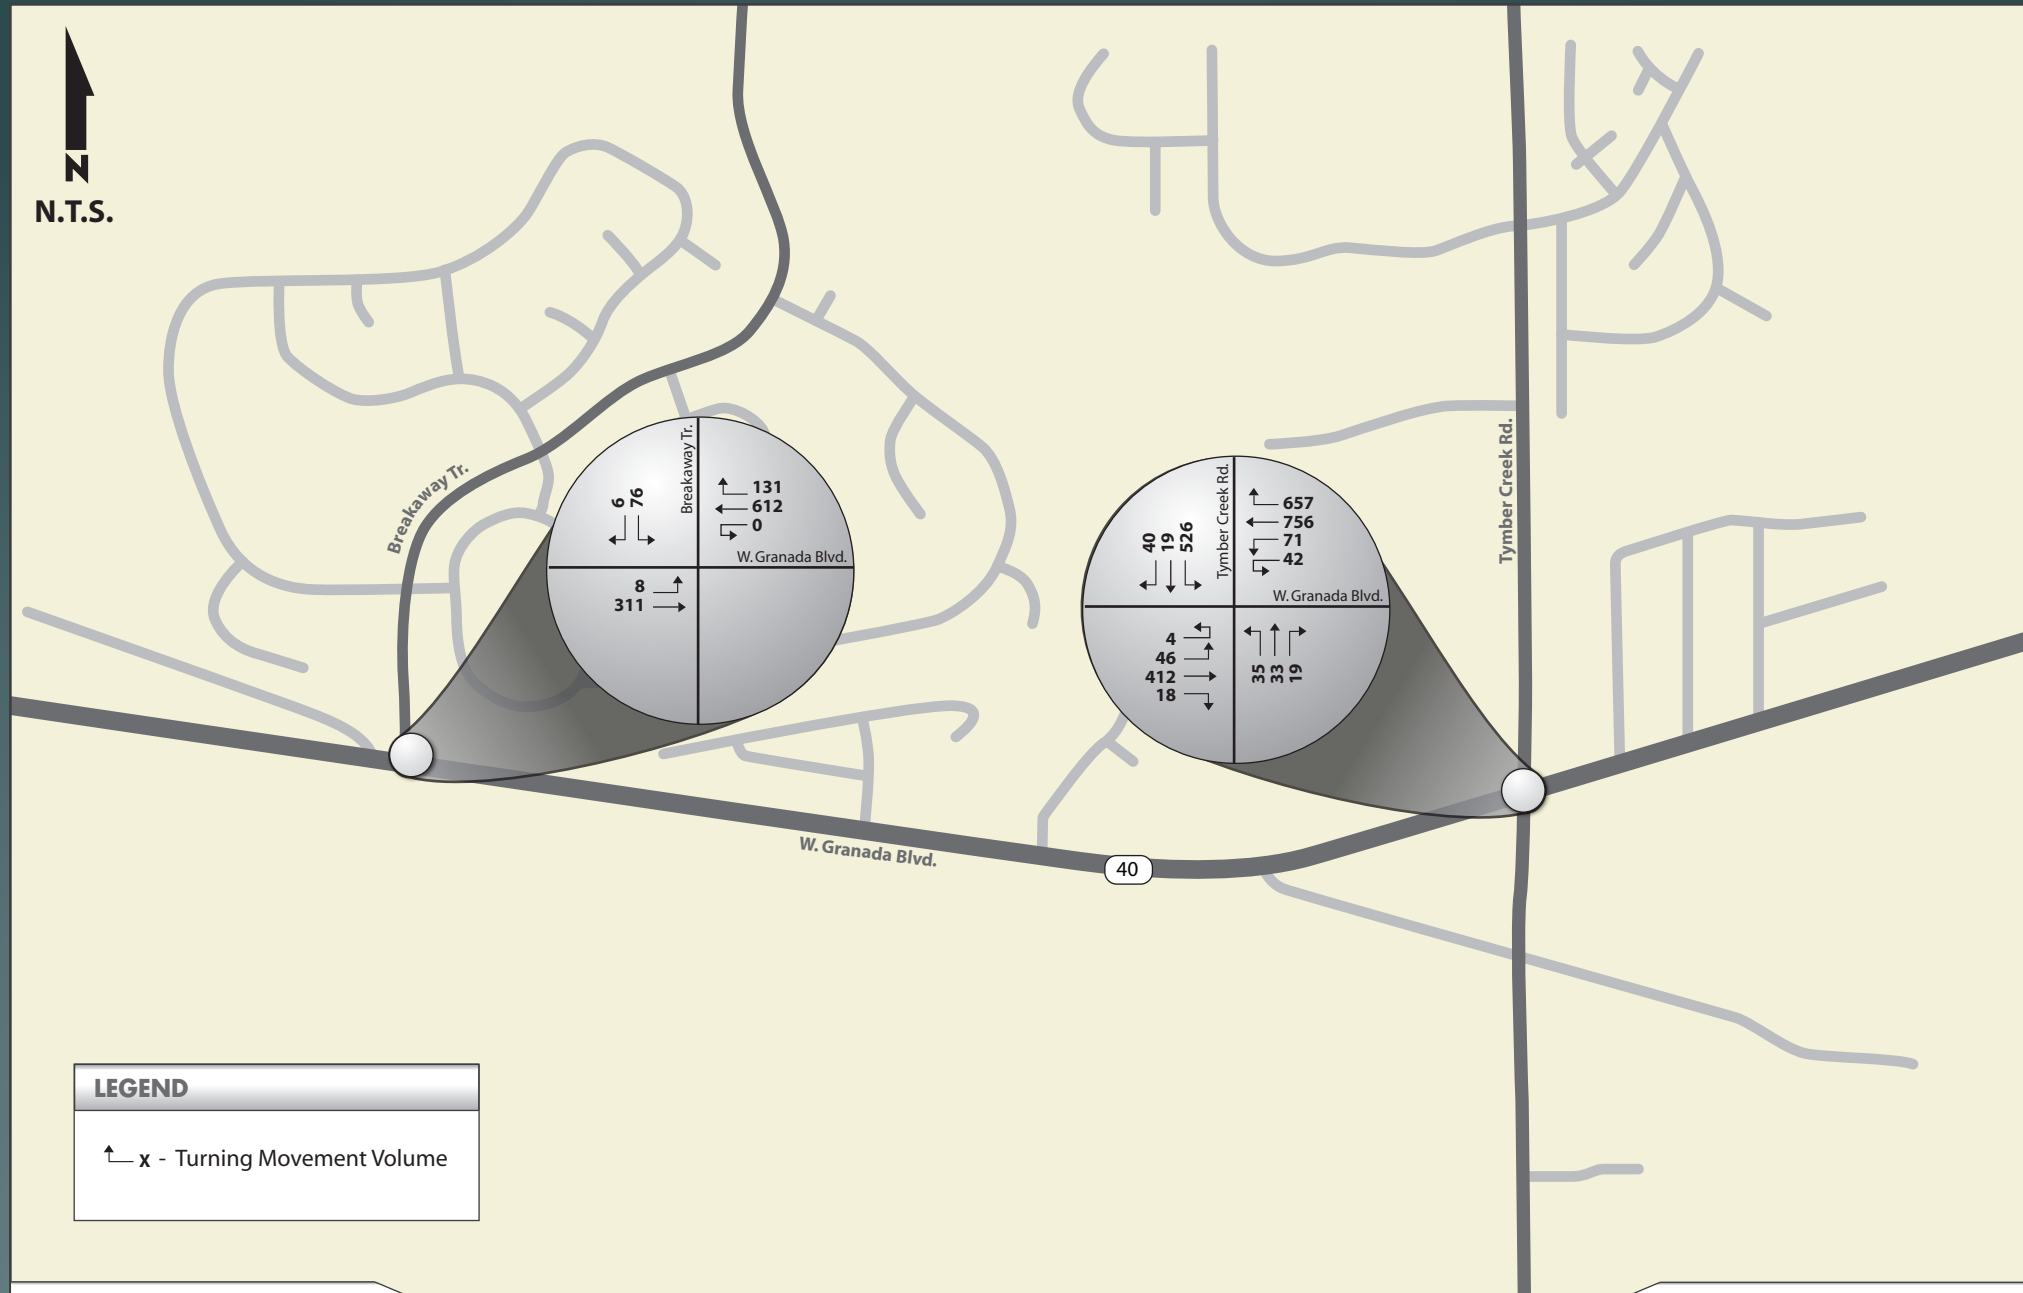 N
N.T.S.
Breakaway Tr.
6
76
Breakaway Tr.
131
612
0
W. Granada Blvd.
8
311
40
19
526
Tymber Creek Rd.
657
756
71
42
W. Granada Blvd.
4
46
412
18
35
33
19
Tymber Creek Rd.
W. Granada Blvd.
40
LEGEND
x - Turning Movement Volume